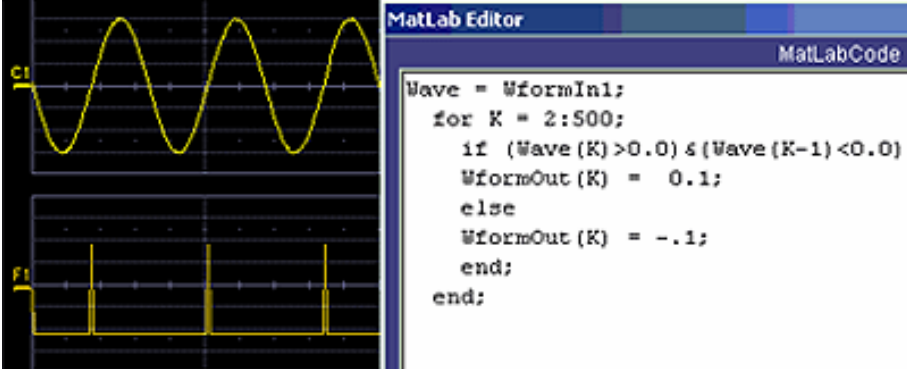 C1
F1
MatLab Editor
MatLabCode
Wave = WformIn1;
for K = 2:500;
if (Wave(K)>0.0)&(Wave(K-1)<0.0)
WformOut(K) = 0.1;
else
WformOut(K) = -.1;
end;
end;